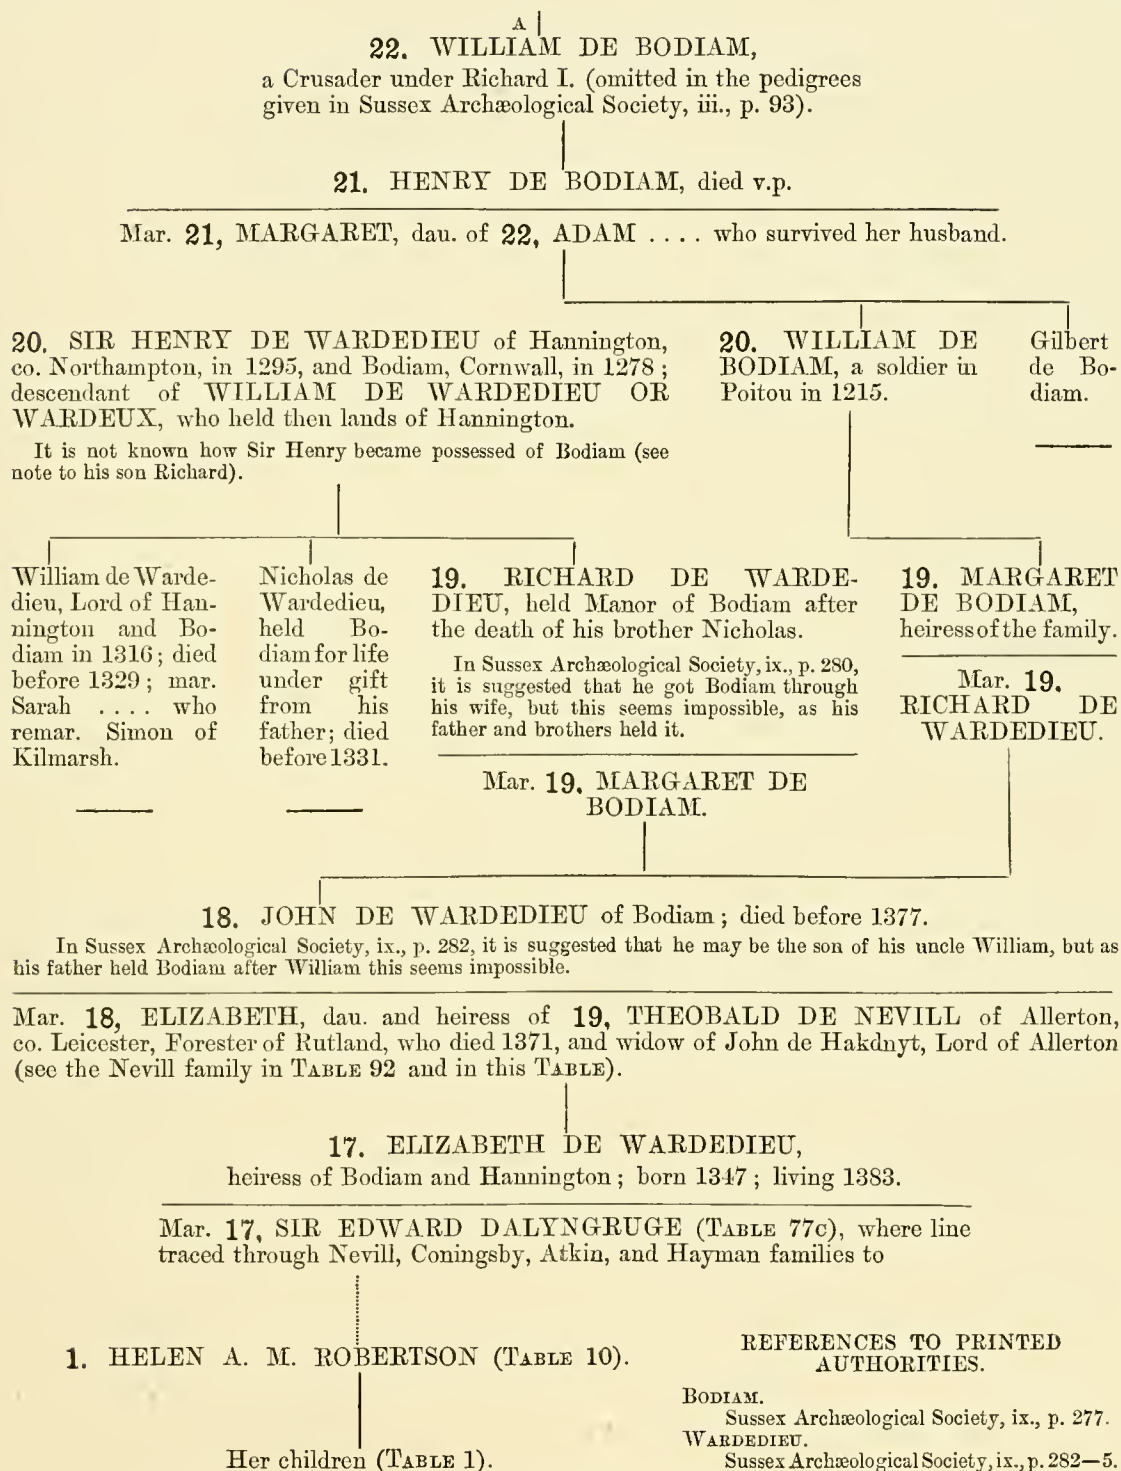 A
22. WILLIAM DE BODIAM,
a Crusader under Richard I. (omitted in the pedigrees
given in Sussex Archæological Society, iii., p. 93).
21. HENRY DE BODIAM, died v.p.
Mar. 21, MARGARET, dau. of 22, ADAM .... who survived her husband.
20. SIR HENRY DE WARDEDIEU of Hannington,
co. Northampton, in 1295, and Bodiam, Cornwall, in 1278;
descendant of WILLIAM DE WARDEDIEU OR
WARDEUX, who held then lands of Hannington.
It is not known how Sir Henry became possessed of Bodiam (see
note to his son Richard).
20. WILLIAM DE
BODIAM, a soldier in
Poitou in 1215.
Gilbert
de Bo-
diam.
William de Warde-
dieu, Lord of Han-
nington and Bo-
diam in 1316; died
before 1329; mar.
Sarah .... who
remar. Simon of
Kilmarsh.
Nicholas de
Wardedieu,
held Bo-
diam for life
under gift
from his
father; died
before 1331.
19. RICHARD DE WARDE-
DIEU, held Manor of Bodiam after
the death of his brother Nicholas.
In Sussex Archæological Society, ix., p. 280,
it is suggested that he got Bodiam through
his wife, but this seems impossible, as his
father and brothers held it.
Mar. 19. MARGARET DE
BODIAM.
19. MARGARET
DE BODIAM,
heiress of the family.
Mar. 19.
RICHARD DE
WARDEDIEU.
18. JOHN DE WARDEDIEU of Bodiam; died before 1377.
In Sussex Archæological Society, ix., p. 282, it is suggested that he may be the son of his uncle William, but as
his father held Bodiam after William this seems impossible.
Mar. 18, ELIZABETH, dau. and heiress of 19, THEOBALD DE NEVILL of Allerton,
co. Leicester, Forester of Rutland, who died 1371, and widow of John de Hakdnyt, Lord of Allerton
(see the Nevill family in TABLE 92 and in this TABLE).
17. ELIZABETH DE WARDEDIEU,
heiress of Bodiam and Hannington; born 1347; living 1383.
Mar. 17, SIR EDWARD DALYNGRUGE (TABLE 77c), where line
traced through Nevill, Coningsby, Atkin, and Hayman families to
1. HELEN A. M. ROBERTSON (TABLE 10).
Her children (TABLE 1).
REFERENCES TO PRINTED
AUTHORITIES.
BODIAM.
Sussex Archæological Society, ix., p. 277.
WARDEDIEU.
Sussex Archæological Society, ix., p. 282—5.